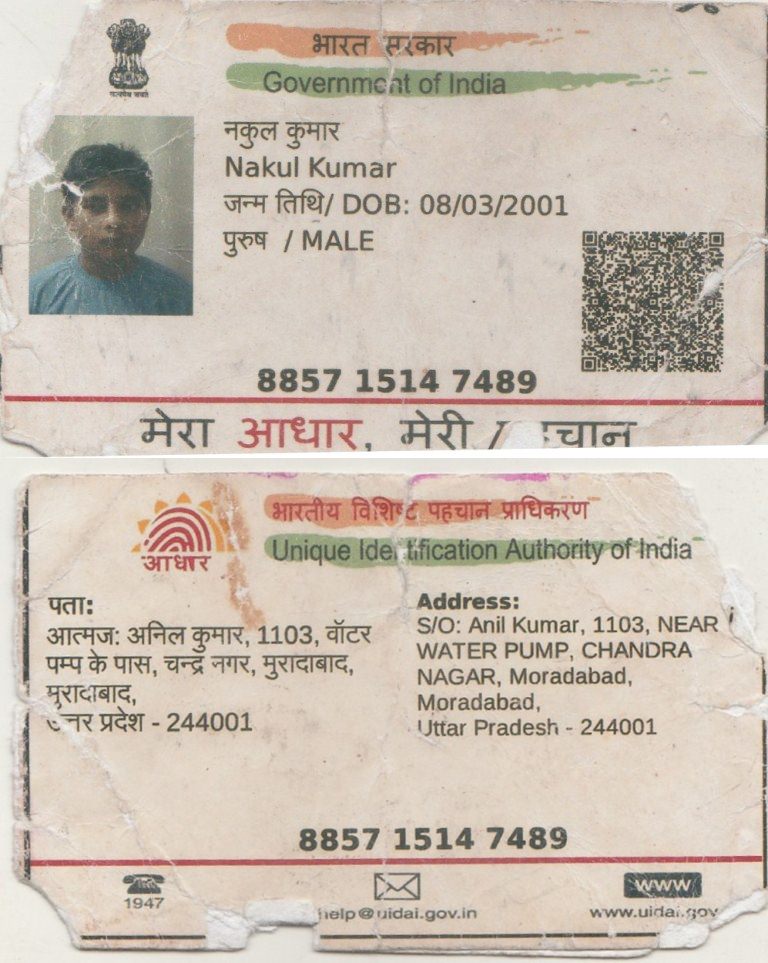 भारत सरकार
Government of India
नकुल कुमार
Nakul Kumar
जन्म तिथि/ DOB: 08/03/2001
पुरुष / MALE
8857 1514 7489
मेरा आधार, मेरी
भारतीय विशिष्ट पहचान प्राधिकरण
Unique Identification Authority of India
आधार
पता:
आत्मज: अनिल कुमार, 1103, वॉटर
पम्प के पास, चन्द्र नगर, मुरादाबाद,
मुरादाबाद,
उत्तर प्रदेश - 244001
Address:
S/O: Anil Kumar, 1103, NEAR
WATER PUMP, CHANDRA
NAGAR, Moradabad,
Moradabad,
Uttar Pradesh - 244001
8857 1514 7489
1947
help@uidai.gov.in
www
www.uidai.gov